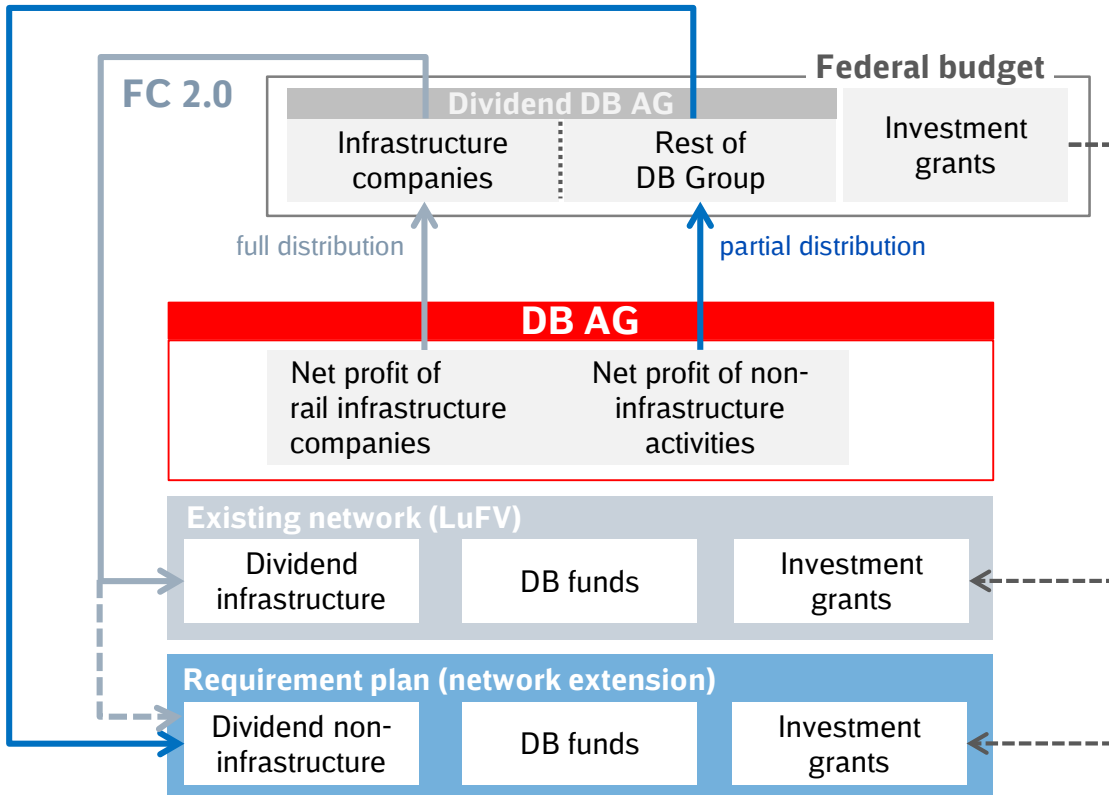 Federal budget
FC 2.0
Dividend DB AG
Infrastructure
companies
Rest of
DB Group
Investment
grants
full distribution
partial distribution
DB AG
Net profit of
rail infrastructure
companies
Net profit of non-
infrastructure
activities
Existing network (LuFV)
Dividend
infrastructure
DB funds
Investment
grants
Requirement plan (network extension)
Dividend non-
infrastructure
DB funds
Investment
grants